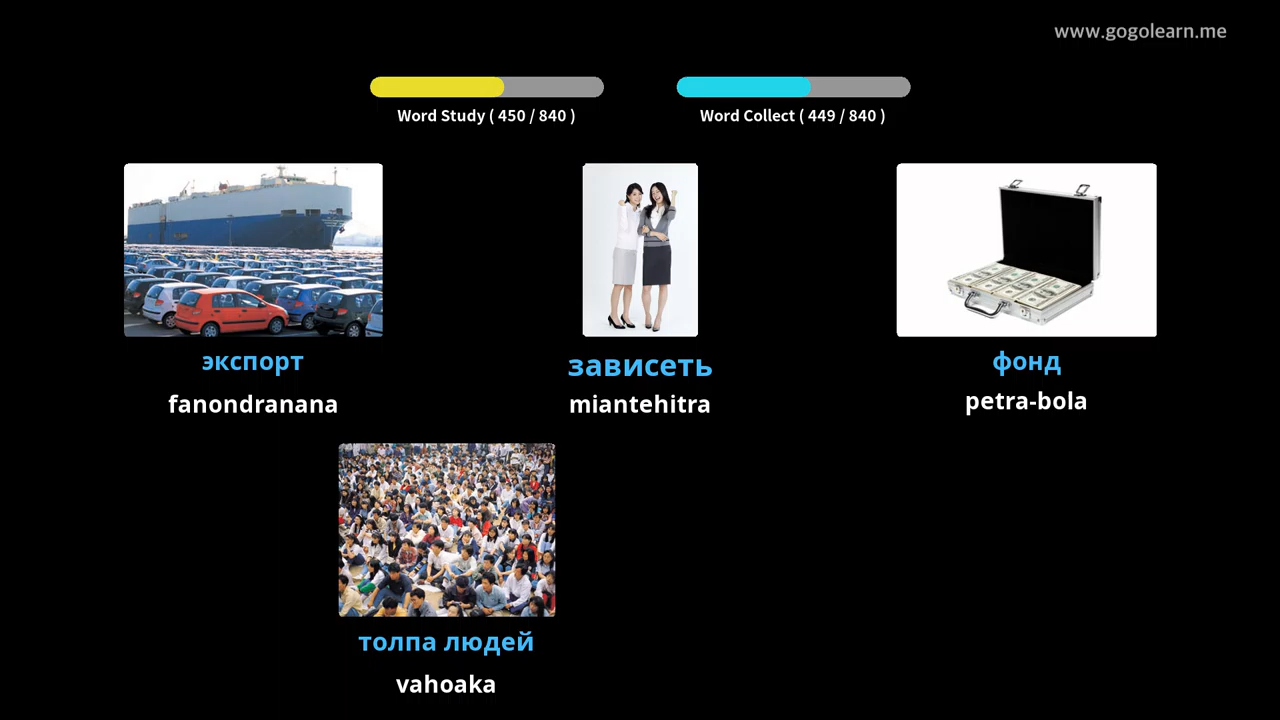 www.gogolearn.me
Word Study ( 450 / 840 )
Word Collect ( 449 / 840 )
экспорт
fanondranana
зависеть
miantehitra
фонд
petra-bola
толпа людей
vahoaka